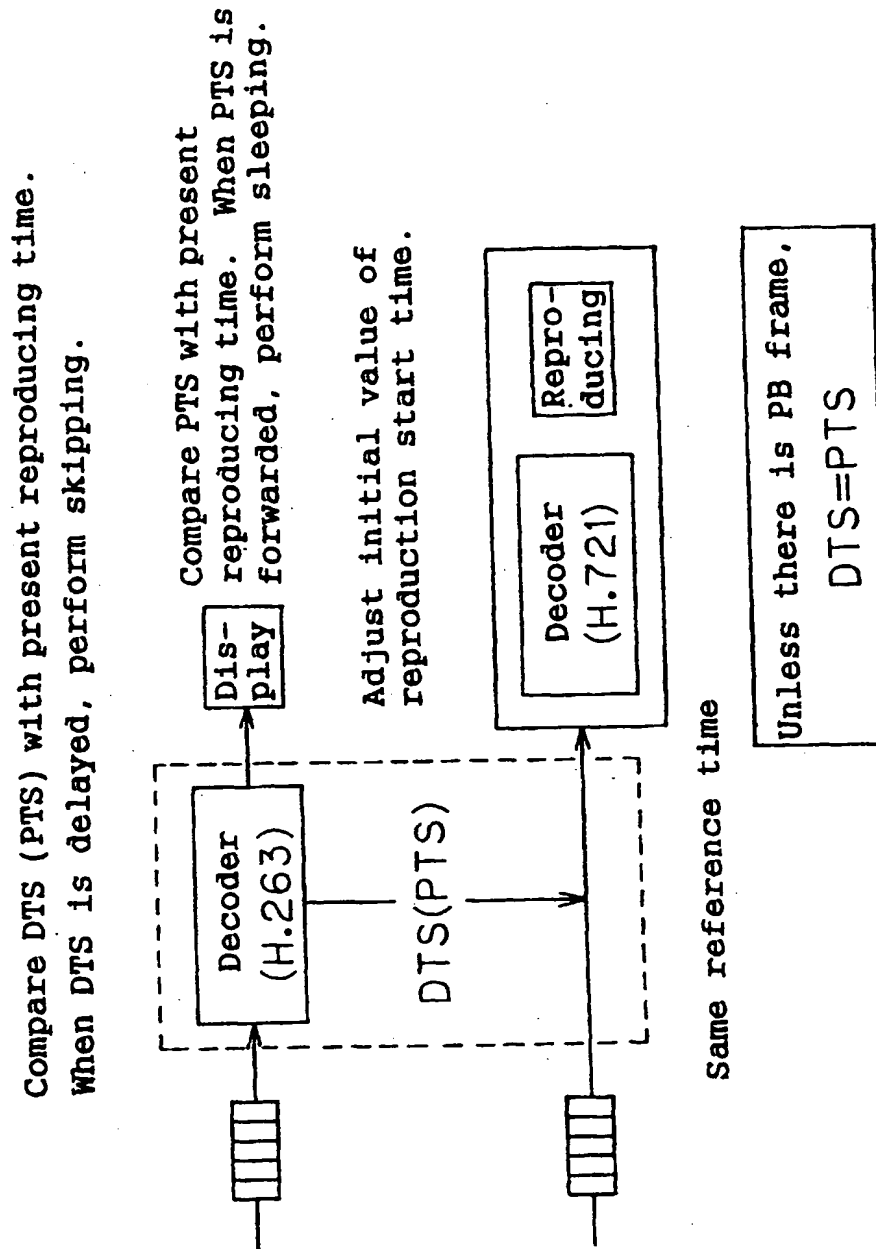 Compare DTS (PTS) with present reproducing time.
When DTS is delayed, perform skipping.
Compare PTS with present
reproducing time. When PTS is
forwarded, perform sleeping.
Dis-
play
Decoder
(H.263)
Adjust initial value of
reproduction start time.
DTS(PTS)
Decoder
(H.721)
Repro-
ducing
Same reference time
Unless there is PB frame,
DTS=PTS